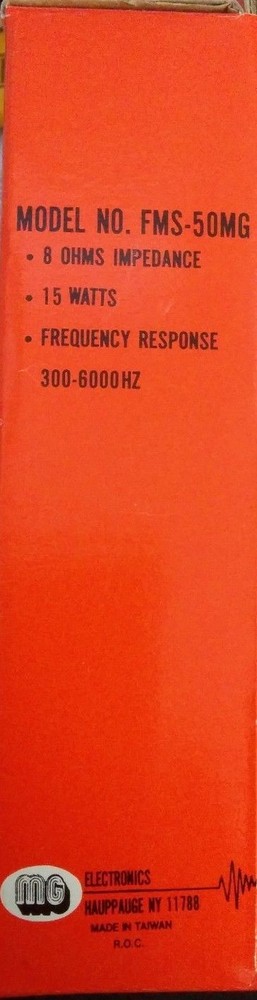 MODEL NO. FMS-50MG
• 8 OHMS IMPEDANCE
• 15 WATTS
• FREQUENCY RESPONSE
300-6000HZ
MG ELECTRONICS
HAUPPAUGE NY 11788
MADE IN TAIWAN
R.O.C.